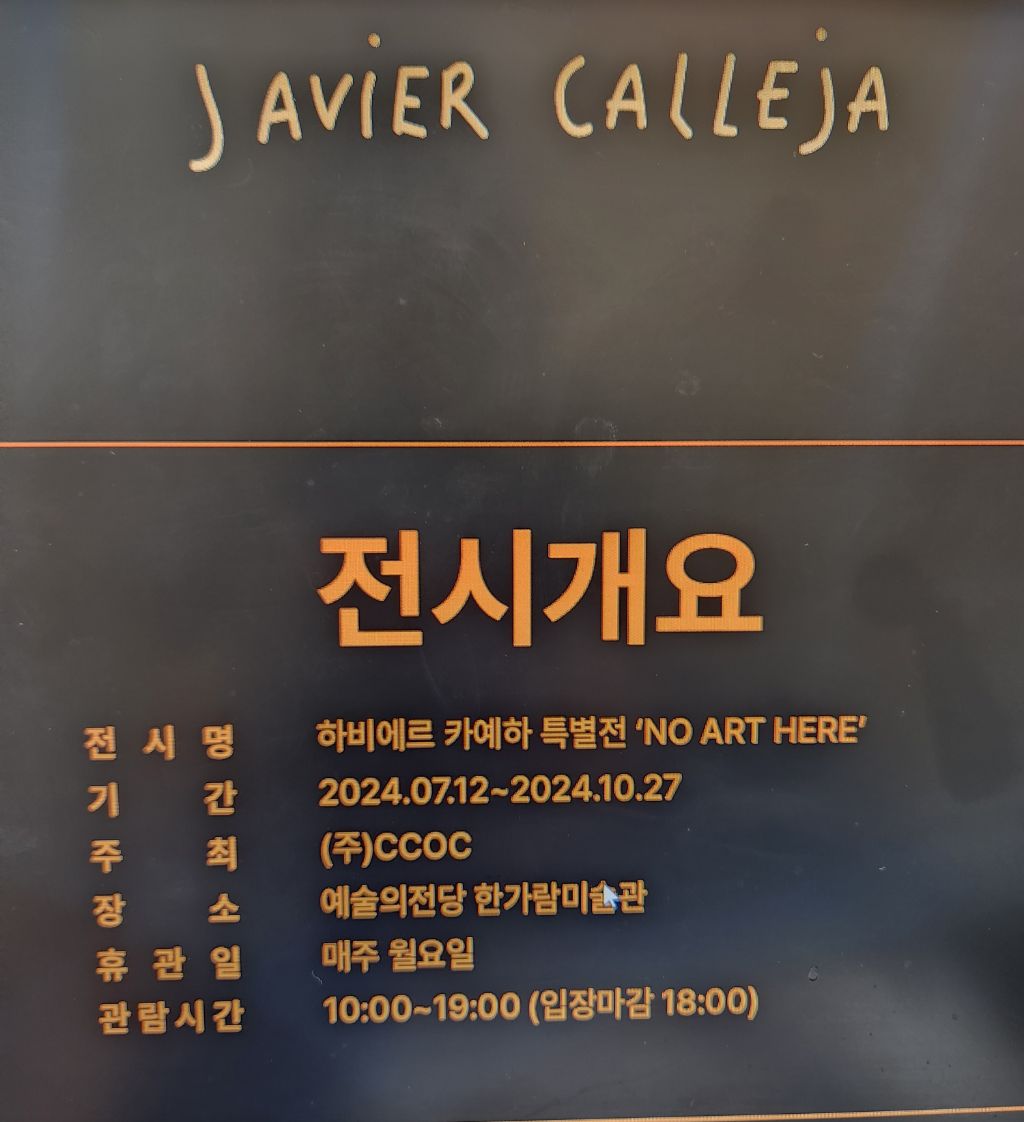 JAViER CALLEjA
전시개요
전 시 명 하비에르 카예하 특별전 ‘NO ART HERE’
기 간 2024.07.12~2024.10.27
주 최 (주)CCOC
장 소 예술의전당 한가람미술관
휴 관 일 매주 월요일
관람시간 10:00~19:00 (입장마감 18:00)